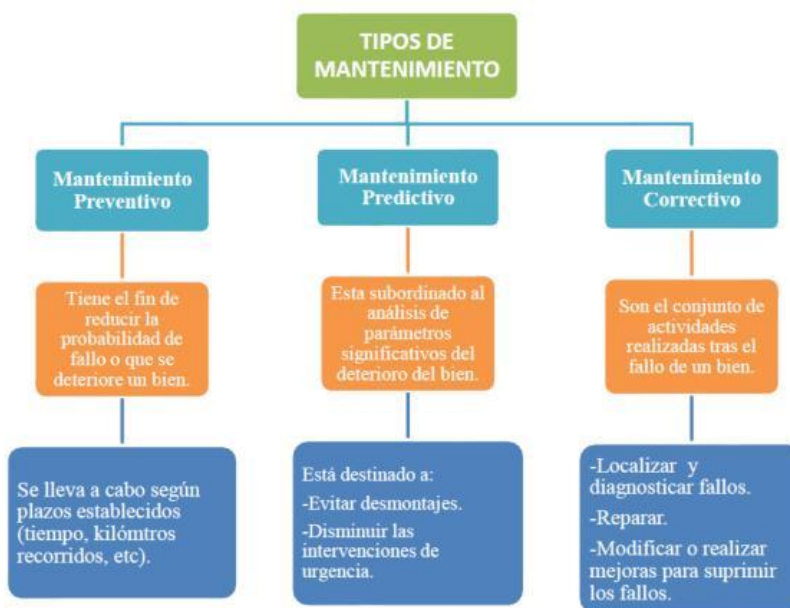 TIPOS DE
MANTENIMIENTO
Mantenimiento
Preventivo
Mantenimiento
Predictivo
Mantenimiento
Correctivo
Tiene el fin de
reducir la
probabilidad de
fallo o que se
deteriore un bien.
Esta subordinado al
análisis de
parámetros
significativos del
deterioro del bien.
Son el conjunto de
actividades
realizadas tras el
fallo de un bien.
Se lleva a cabo según
plazos establecidos
(tiempo, kilómtros
recorridos, etc).
Está destinado a:
-Evitar desmontajes.
-Disminuir las
intervenciones de
urgencia.
-Localizar y
diagnosticar fallos.
-Reparar.
-Modificar o realizar
mejoras para suprimir
los fallos.